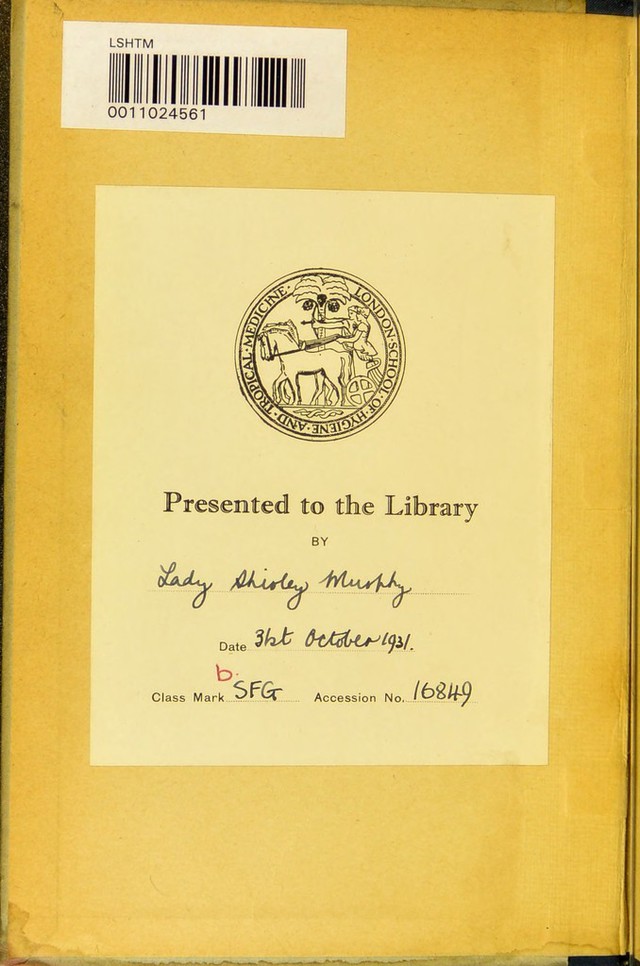 LSHTM
0011024561
LONDON·SCHOOL·OF·HYGIENE·AND·TROPICAL·MEDICINE·
Presented to the Library
BY
Lady Shirley Murphy
Date 31st October 1931.
b.
Class Mark SFG Accession No. 16849